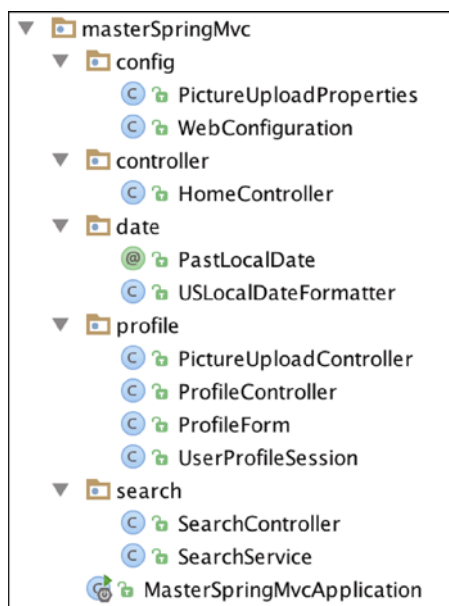 masterSpringMvc
config
PictureUploadProperties
WebConfiguration
controller
HomeController
date
PastLocalDate
USLocalDateFormatter
profile
PictureUploadController
ProfileController
ProfileForm
UserProfileSession
search
SearchController
SearchService
MasterSpringMvcApplication